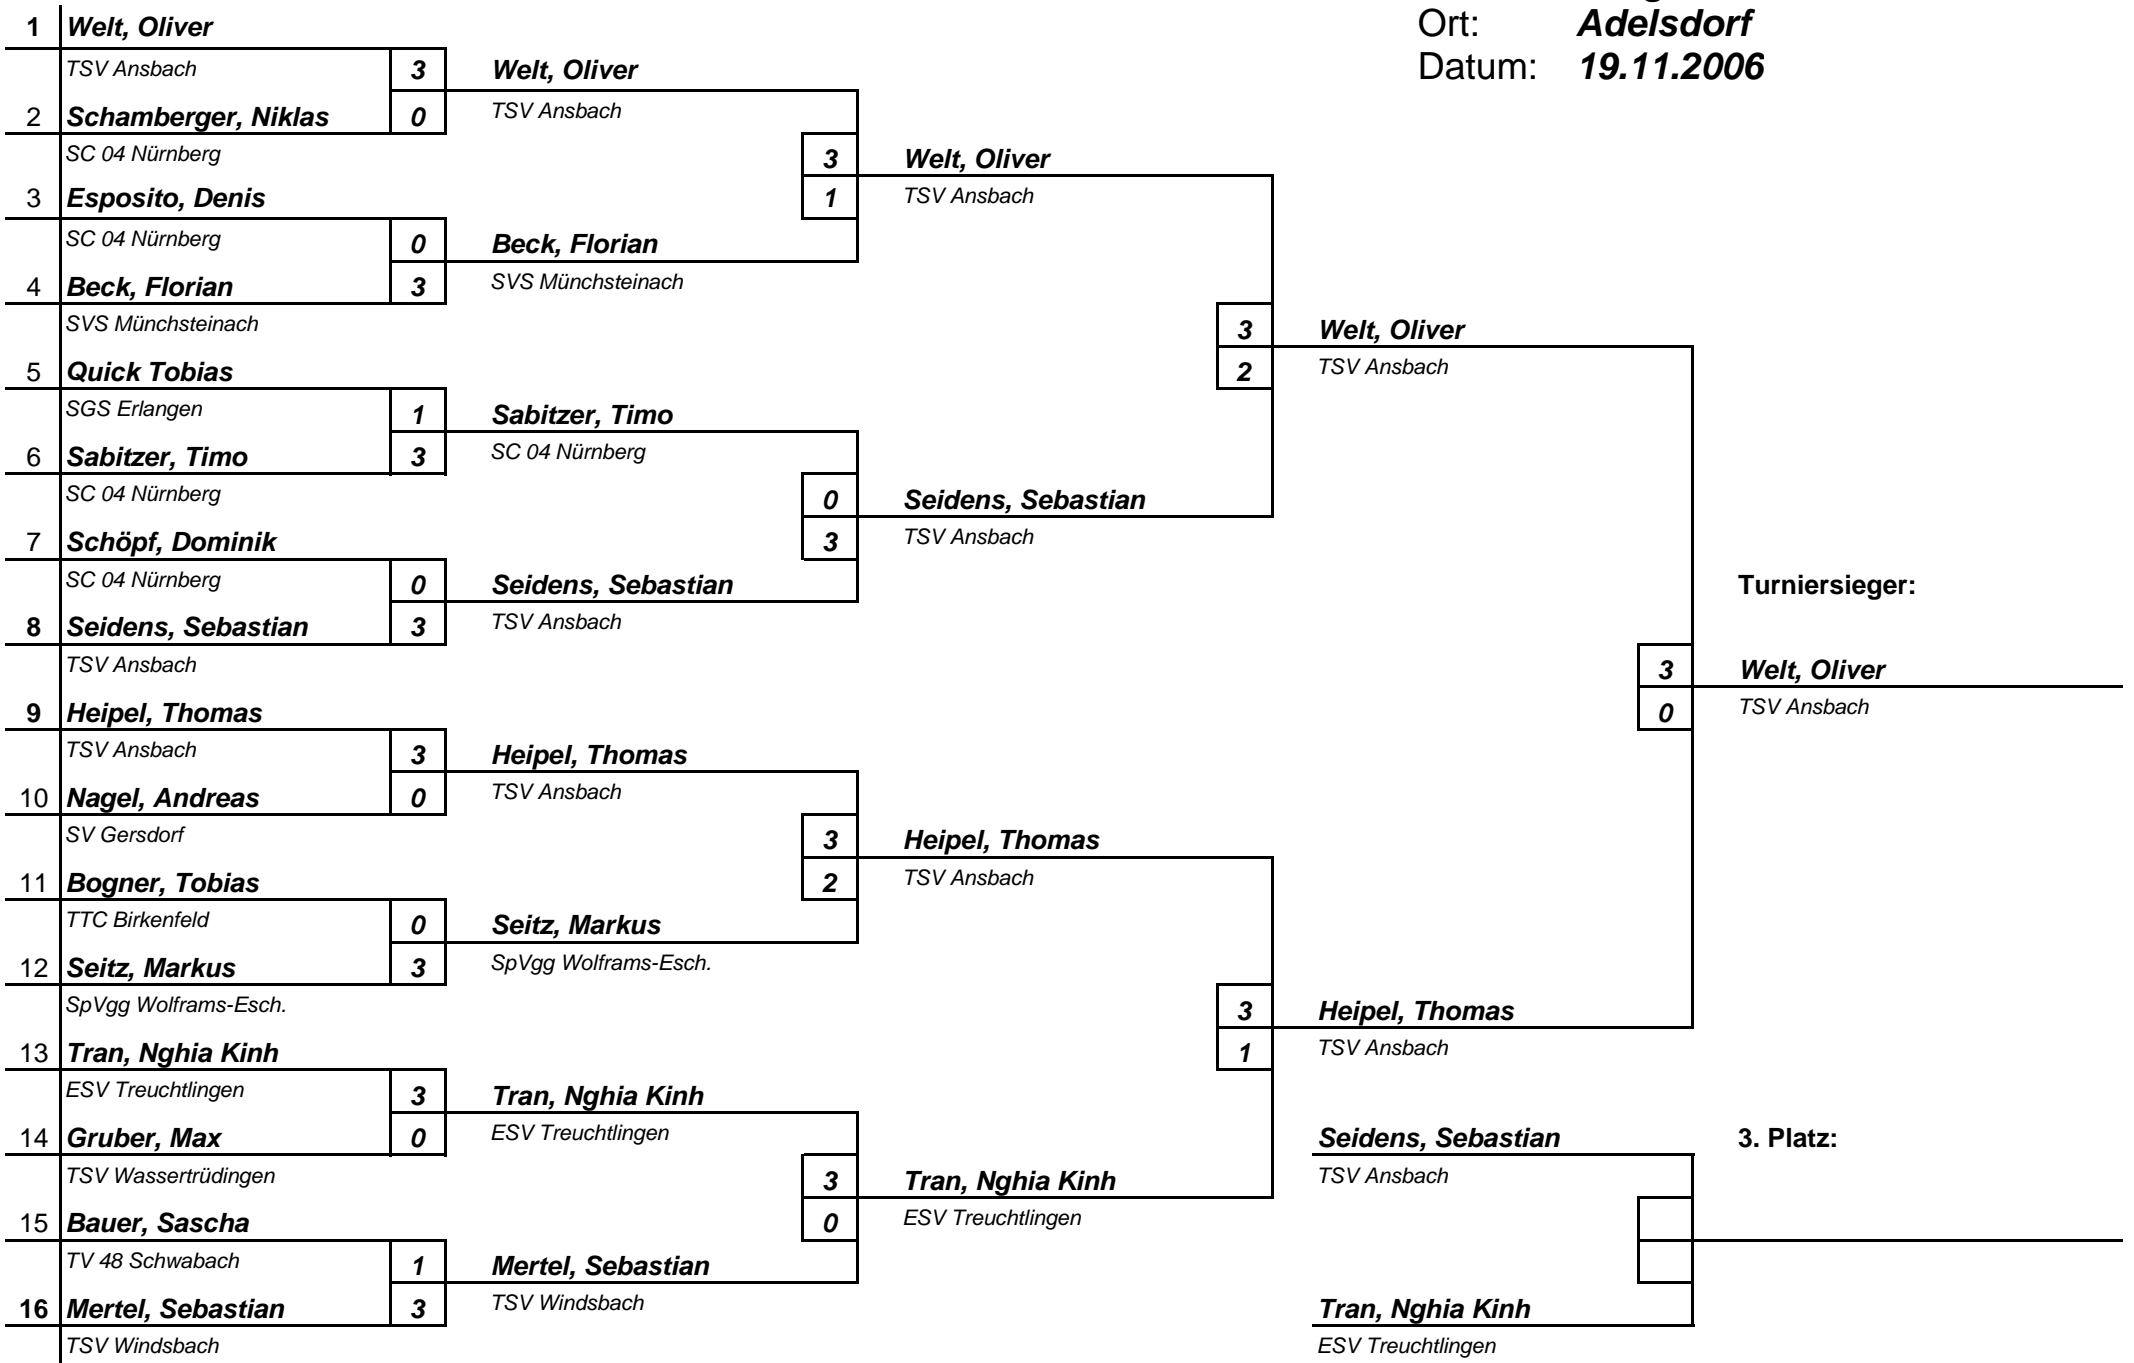 Ort: Adelsdorf
Datum: 19.11.2006
1 Welt, Oliver
TSV Ansbach 3 Welt, Oliver
2 Schamberger, Niklas 0 TSV Ansbach
SC 04 Nürnberg 3 Welt, Oliver
3 Esposito, Denis 1 TSV Ansbach
SC 04 Nürnberg 0 Beck, Florian
4 Beck, Florian 3 SVS Münchsteinach
SVS Münchsteinach 3 Welt, Oliver
5 Quick Tobias 2 TSV Ansbach
SGS Erlangen 1 Sabitzer, Timo
6 Sabitzer, Timo 3 SC 04 Nürnberg
SC 04 Nürnberg 0 Seidens, Sebastian
7 Schöpf, Dominik 3 TSV Ansbach
SC 04 Nürnberg 0 Seidens, Sebastian Turniersieger:
8 Seidens, Sebastian 3 TSV Ansbach
TSV Ansbach 3 Welt, Oliver
9 Heipel, Thomas 0 TSV Ansbach
TSV Ansbach 3 Heipel, Thomas
10 Nagel, Andreas 0 TSV Ansbach
SV Gersdorf 3 Heipel, Thomas
11 Bogner, Tobias 2 TSV Ansbach
TTC Birkenfeld 0 Seitz, Markus
12 Seitz, Markus 3 SpVgg Wolframs-Esch.
SpVgg Wolframs-Esch. 3 Heipel, Thomas
13 Tran, Nghia Kinh 1 TSV Ansbach
ESV Treuchtlingen 3 Tran, Nghia Kinh
14 Gruber, Max 0 ESV Treuchtlingen Seidens, Sebastian 3. Platz:
TSV Wassertrüdingen 3 Tran, Nghia Kinh TSV Ansbach
15 Bauer, Sascha 0 ESV Treuchtlingen
TV 48 Schwabach 1 Mertel, Sebastian
16 Mertel, Sebastian 3 TSV Windsbach Tran, Nghia Kinh
TSV Windsbach ESV Treuchtlingen